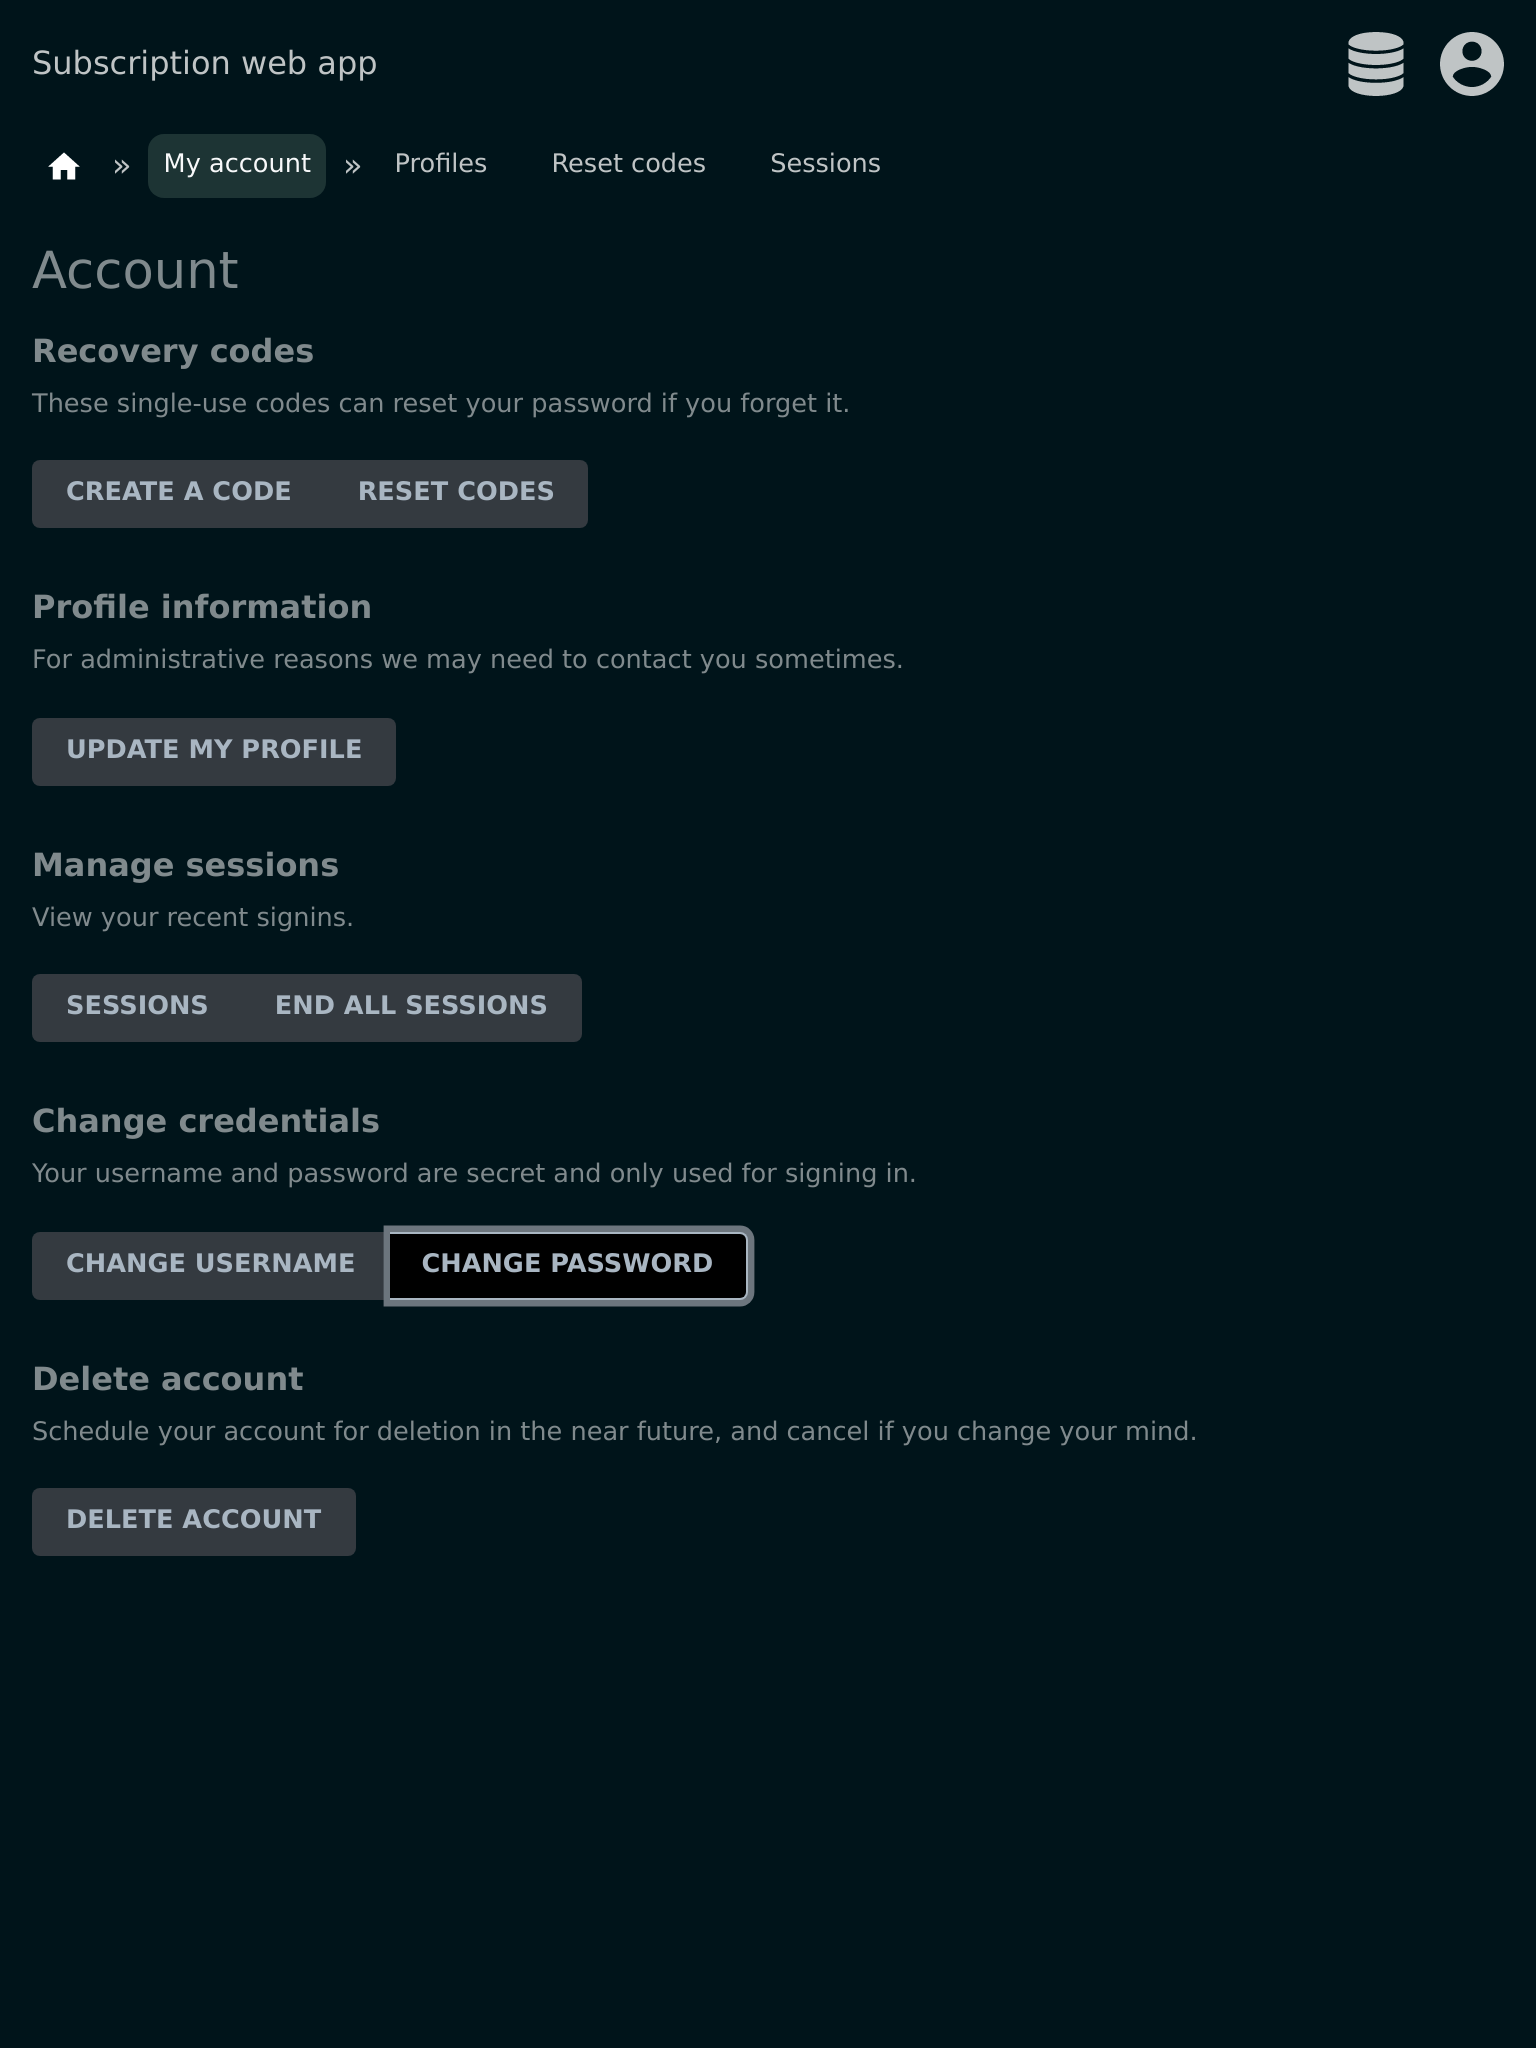 Subscription web app
» My account » Profiles Reset codes Sessions
Account
Recovery codes
These single-use codes can reset your password if you forget it.
CREATE A CODE RESET CODES
Profile information
For administrative reasons we may need to contact you sometimes.
UPDATE MY PROFILE
Manage sessions
View your recent signins.
SESSIONS END ALL SESSIONS
Change credentials
Your username and password are secret and only used for signing in.
CHANGE USERNAME CHANGE PASSWORD
Delete account
Schedule your account for deletion in the near future, and cancel if you change your mind.
DELETE ACCOUNT